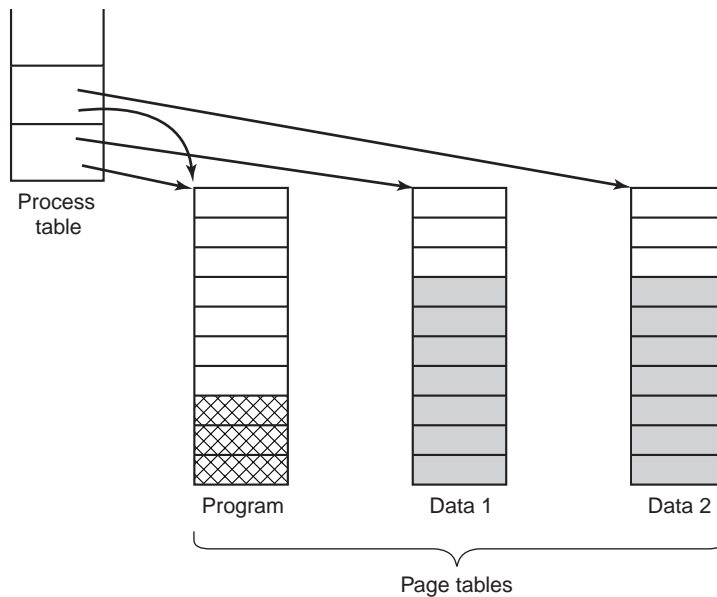 Process
table
Program
Data 1
Data 2
Page tables